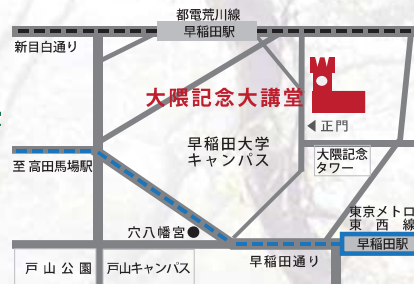 都電荒川線
早稲田駅
新目白通り
大隈記念大講堂
◀正門
早稲田大学
キャンパス
大隈記念
タワー
至高田馬場駅
穴八幡宮●
東京メトロ
東西線
早稲田駅
早稲田通り
戸山公園
戸山キャンパス